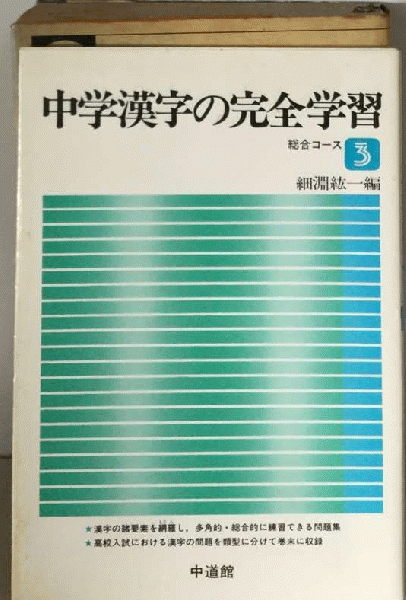 中学漢字の完全学習
総合コース 3
細淵紘一編
★漢字の諸要素を網羅し，多角的・総合的に練習できる問題集
★高校入試における漢字の問題を類型に分けて巻末に収録
中道館